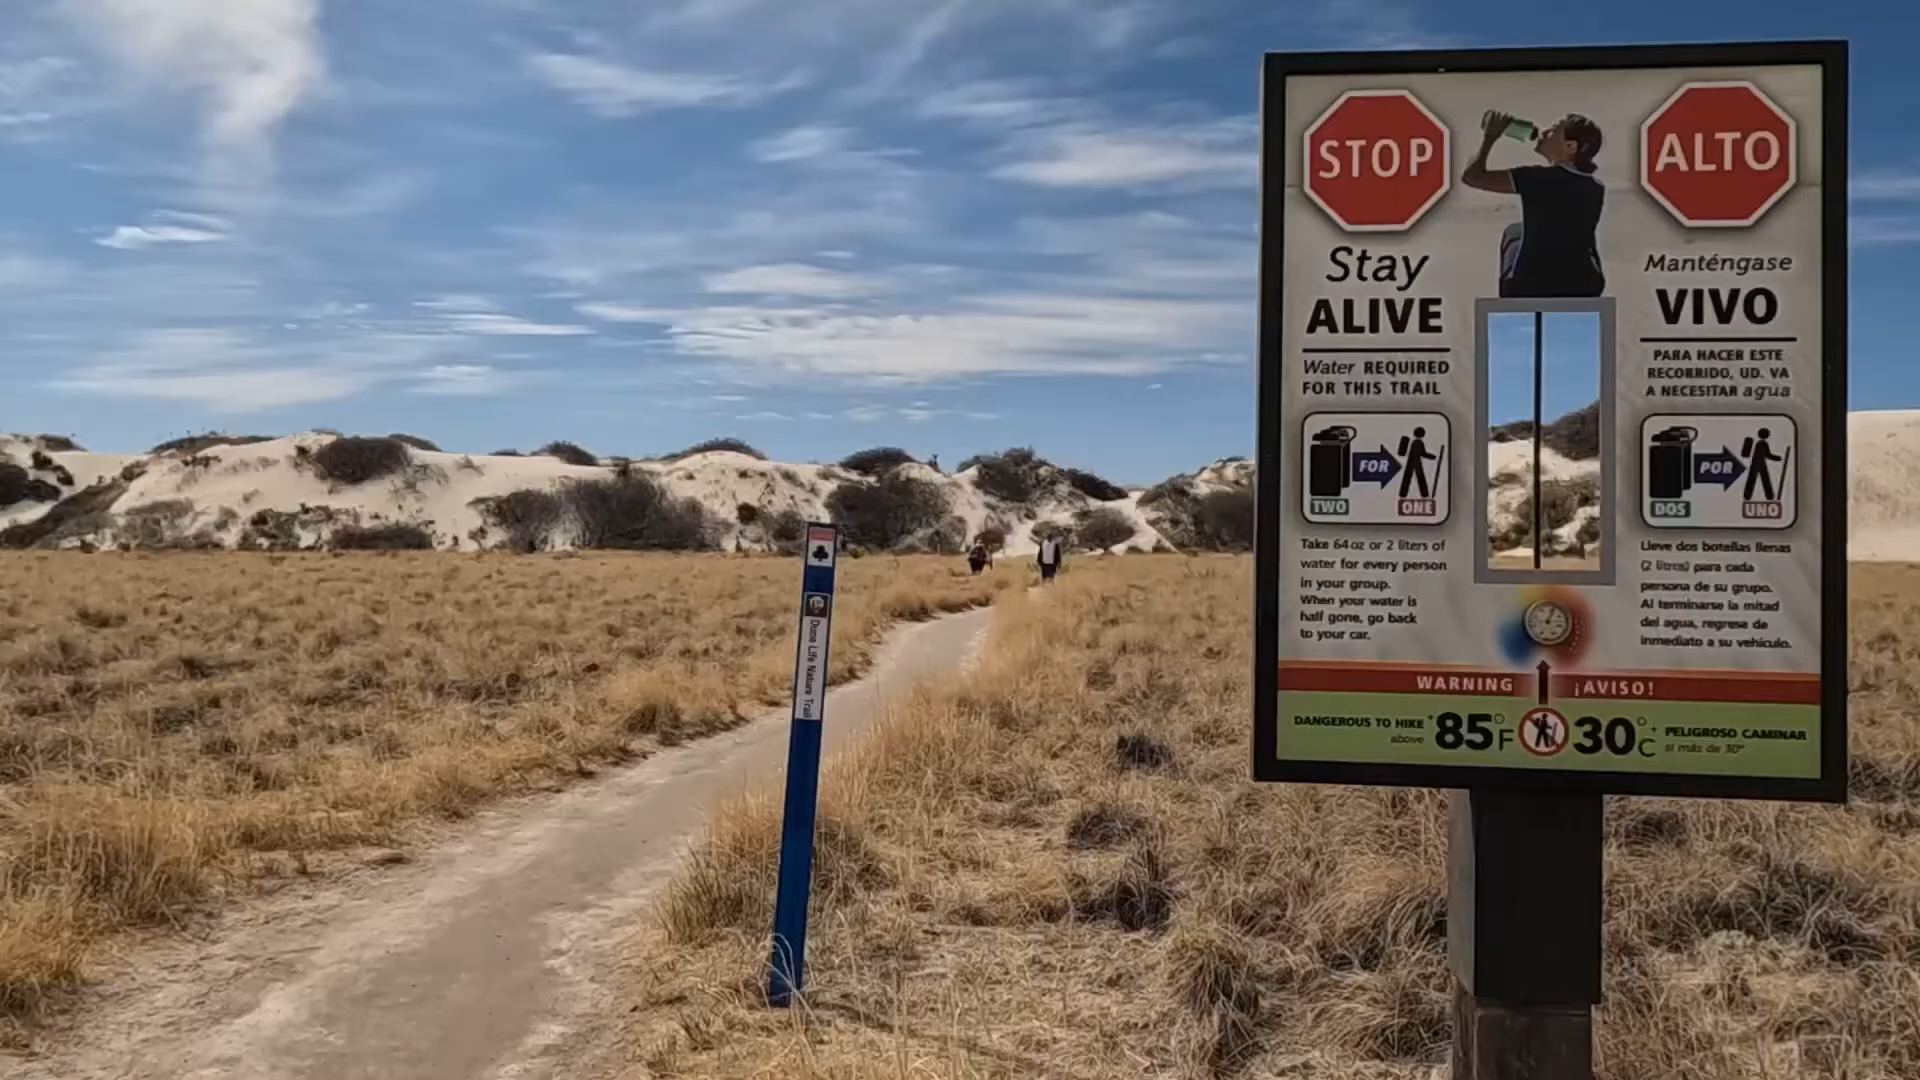 STOP
Stay
ALIVE
Water REQUIRED
FOR THIS TRAIL
FOR
TWO
ONE
Take 64 oz or 2 liters of
water for every person
in your group.
When your water is
half gone, go back
to your car.
ALTO
Manténgase
VIVO
PARA HACER ESTE
RECORRIDO, UD. VA
A NECESITAR agua
POR
DOS
UNO
Lleve dos botellas llenas
(2 litros) para cada
persona de su grupo.
Al terminarse la mitad
del agua, regrese de
inmediato a su vehículo.
WARNING
¡AVISO!
DANGEROUS TO HIKE
above
85°F
30°C
PELIGROSO CAMINAR
si más de 30°
Dune Life Nature Trail